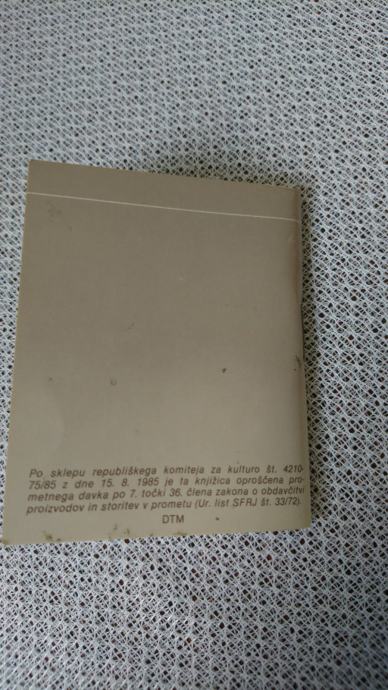 Po sklepu republiškega komiteja za kulturo št. 4210-
75/85 z dne 15. 8. 1985 je ta knjižica oproščena pro-
metnega davka po 7. točki 36. člena zakona o obdavčitvi
proizvodov in storitev v prometu (Ur. list SFRJ št. 33/72).
DTM